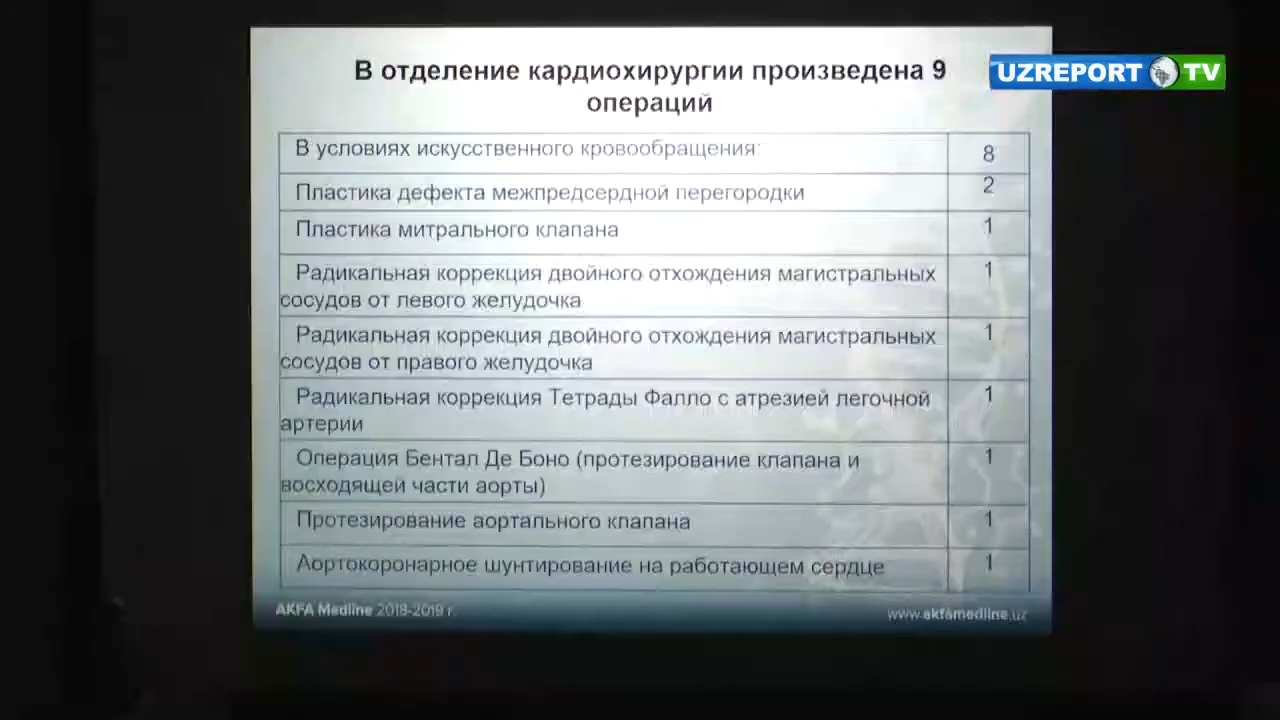 В отделение кардиохирургии произведена 9
операций
UZREPORT TV
В условиях искусственного кровообращения: 8
Пластика дефекта межпредсердной перегородки 2
Пластика митрального клапана 1
Радикальная коррекция двойного отхождения магистральных 1
сосудов от левого желудочка
Радикальная коррекция двойного отхождения магистральных 1
сосудов от правого желудочка
Радикальная коррекция Тетрады Фалло с атрезией легочной 1
артерии
Операция Бентал Де Боно (протезирование клапана и 1
восходящей части аорты)
Протезирование аортального клапана 1
Аортокоронарное шунтирование на работающем сердце 1
AKFA Medline 2018-2019 г.
www.akfamedline.uz